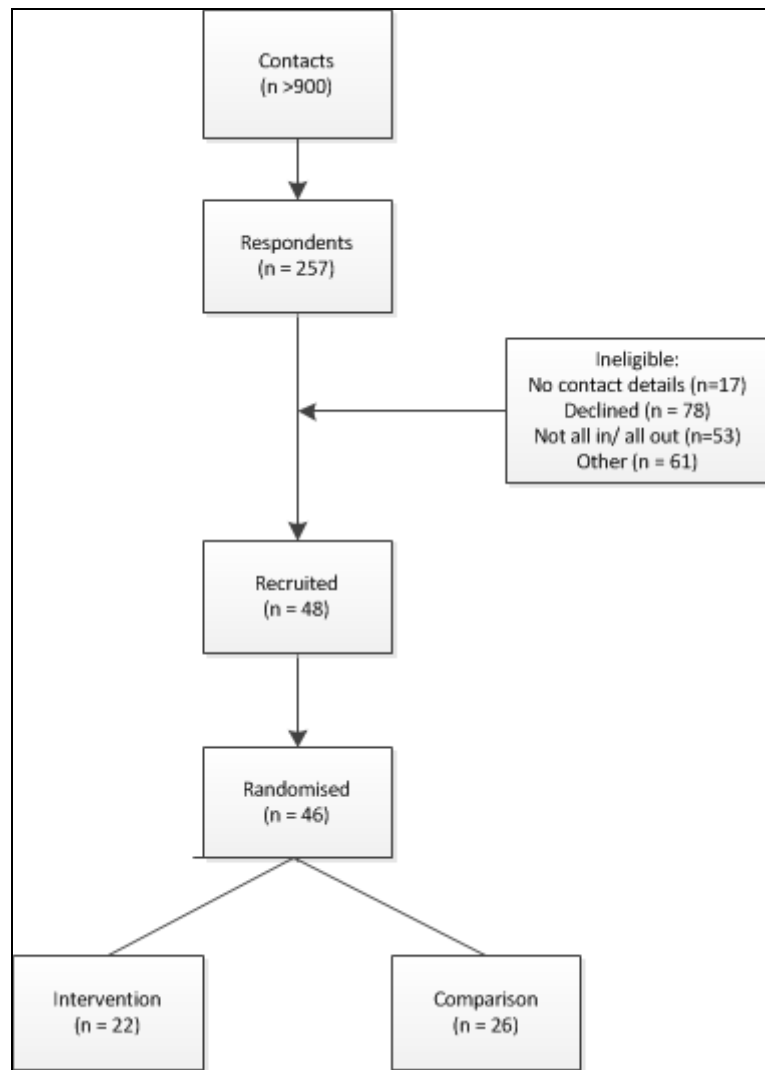 Contacts
(n >900)
Respondents
(n = 257)
Ineligible:
No contact details (n=17)
Declined (n = 78)
Not all in/ all out (n=53)
Other (n = 61)
Recruited
(n = 48)
Randomised
(n = 46)
Intervention
(n = 22)
Comparison
(n = 26)